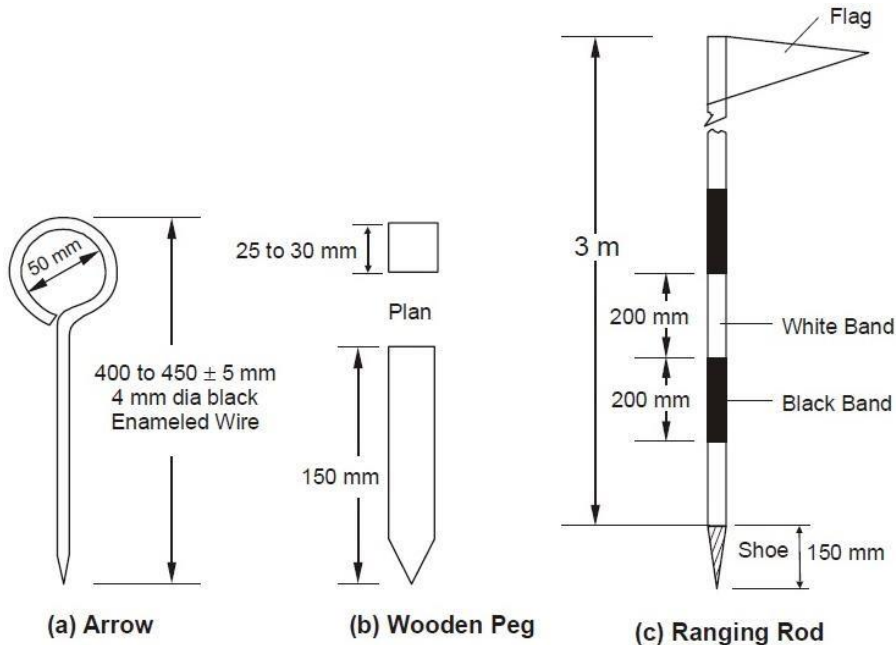 50 mm
400 to 450 ± 5 mm
4 mm dia black
Enameled Wire
(a) Arrow
25 to 30 mm
Plan
150 mm
(b) Wooden Peg
Flag
3 m
200 mm
White Band
200 mm
Black Band
Shoe
150 mm
(c) Ranging Rod